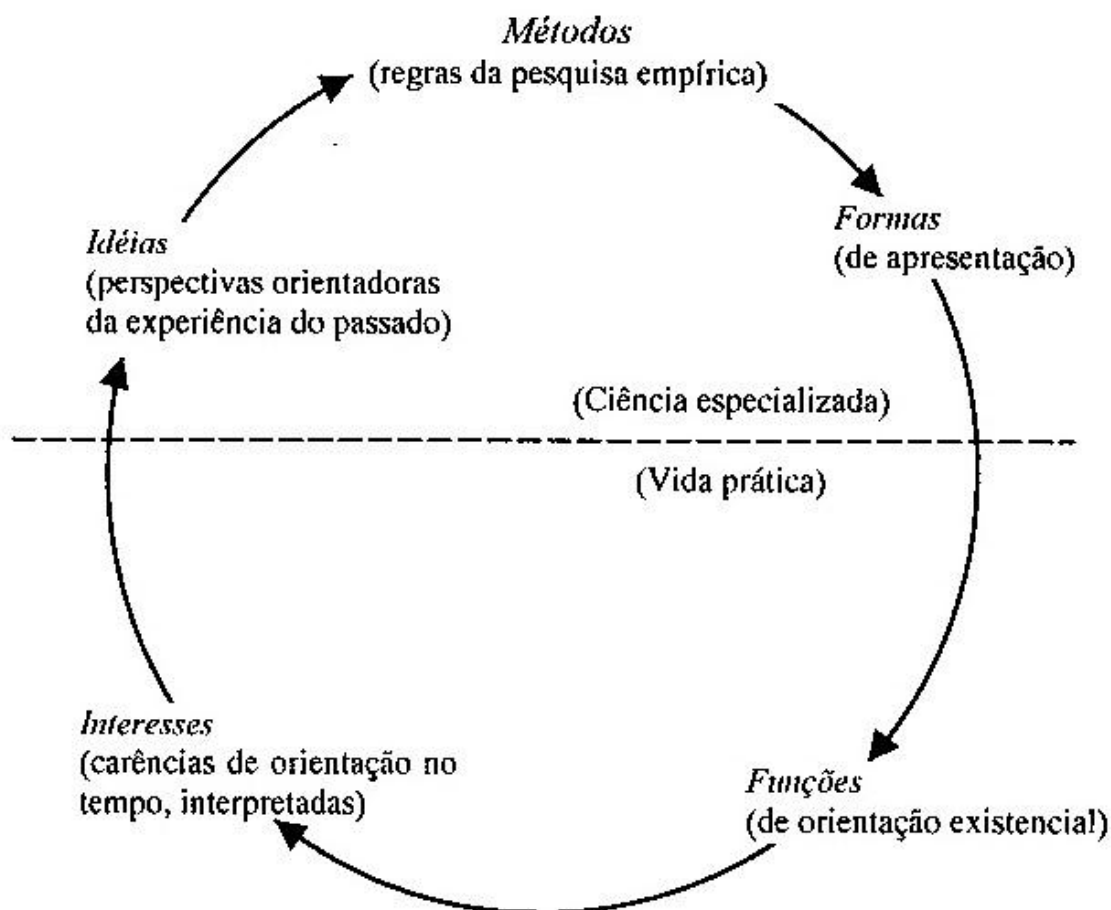 Métodos
(regras da pesquisa empírica)
Formas
(de apresentação)
Idéias
(perspectivas orientadoras
da experiência do passado)
(Ciência especializada)
(Vida prática)
Interesses
(carências de orientação no
tempo, interpretadas)
Funções
(de orientação existencial)